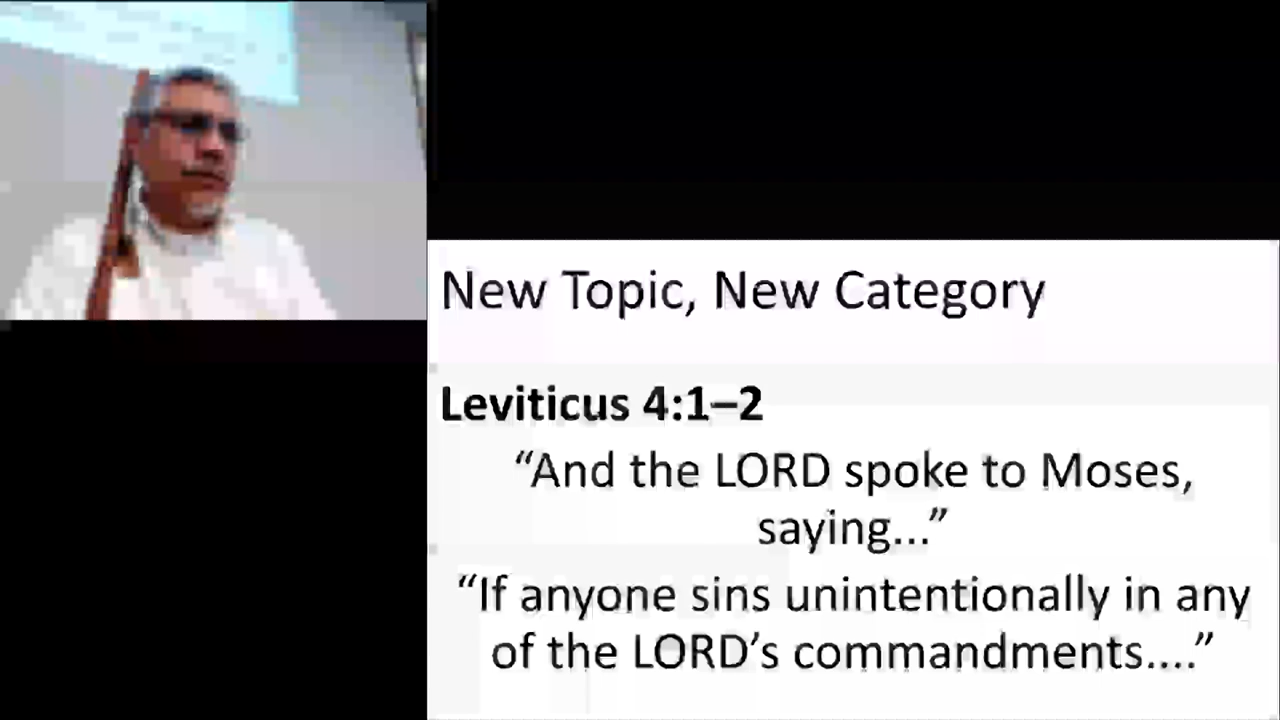 New Topic, New Category
Leviticus 4:1–2
“And the LORD spoke to Moses,
saying...”
“If anyone sins unintentionally in any
of the LORD’s commandments....”